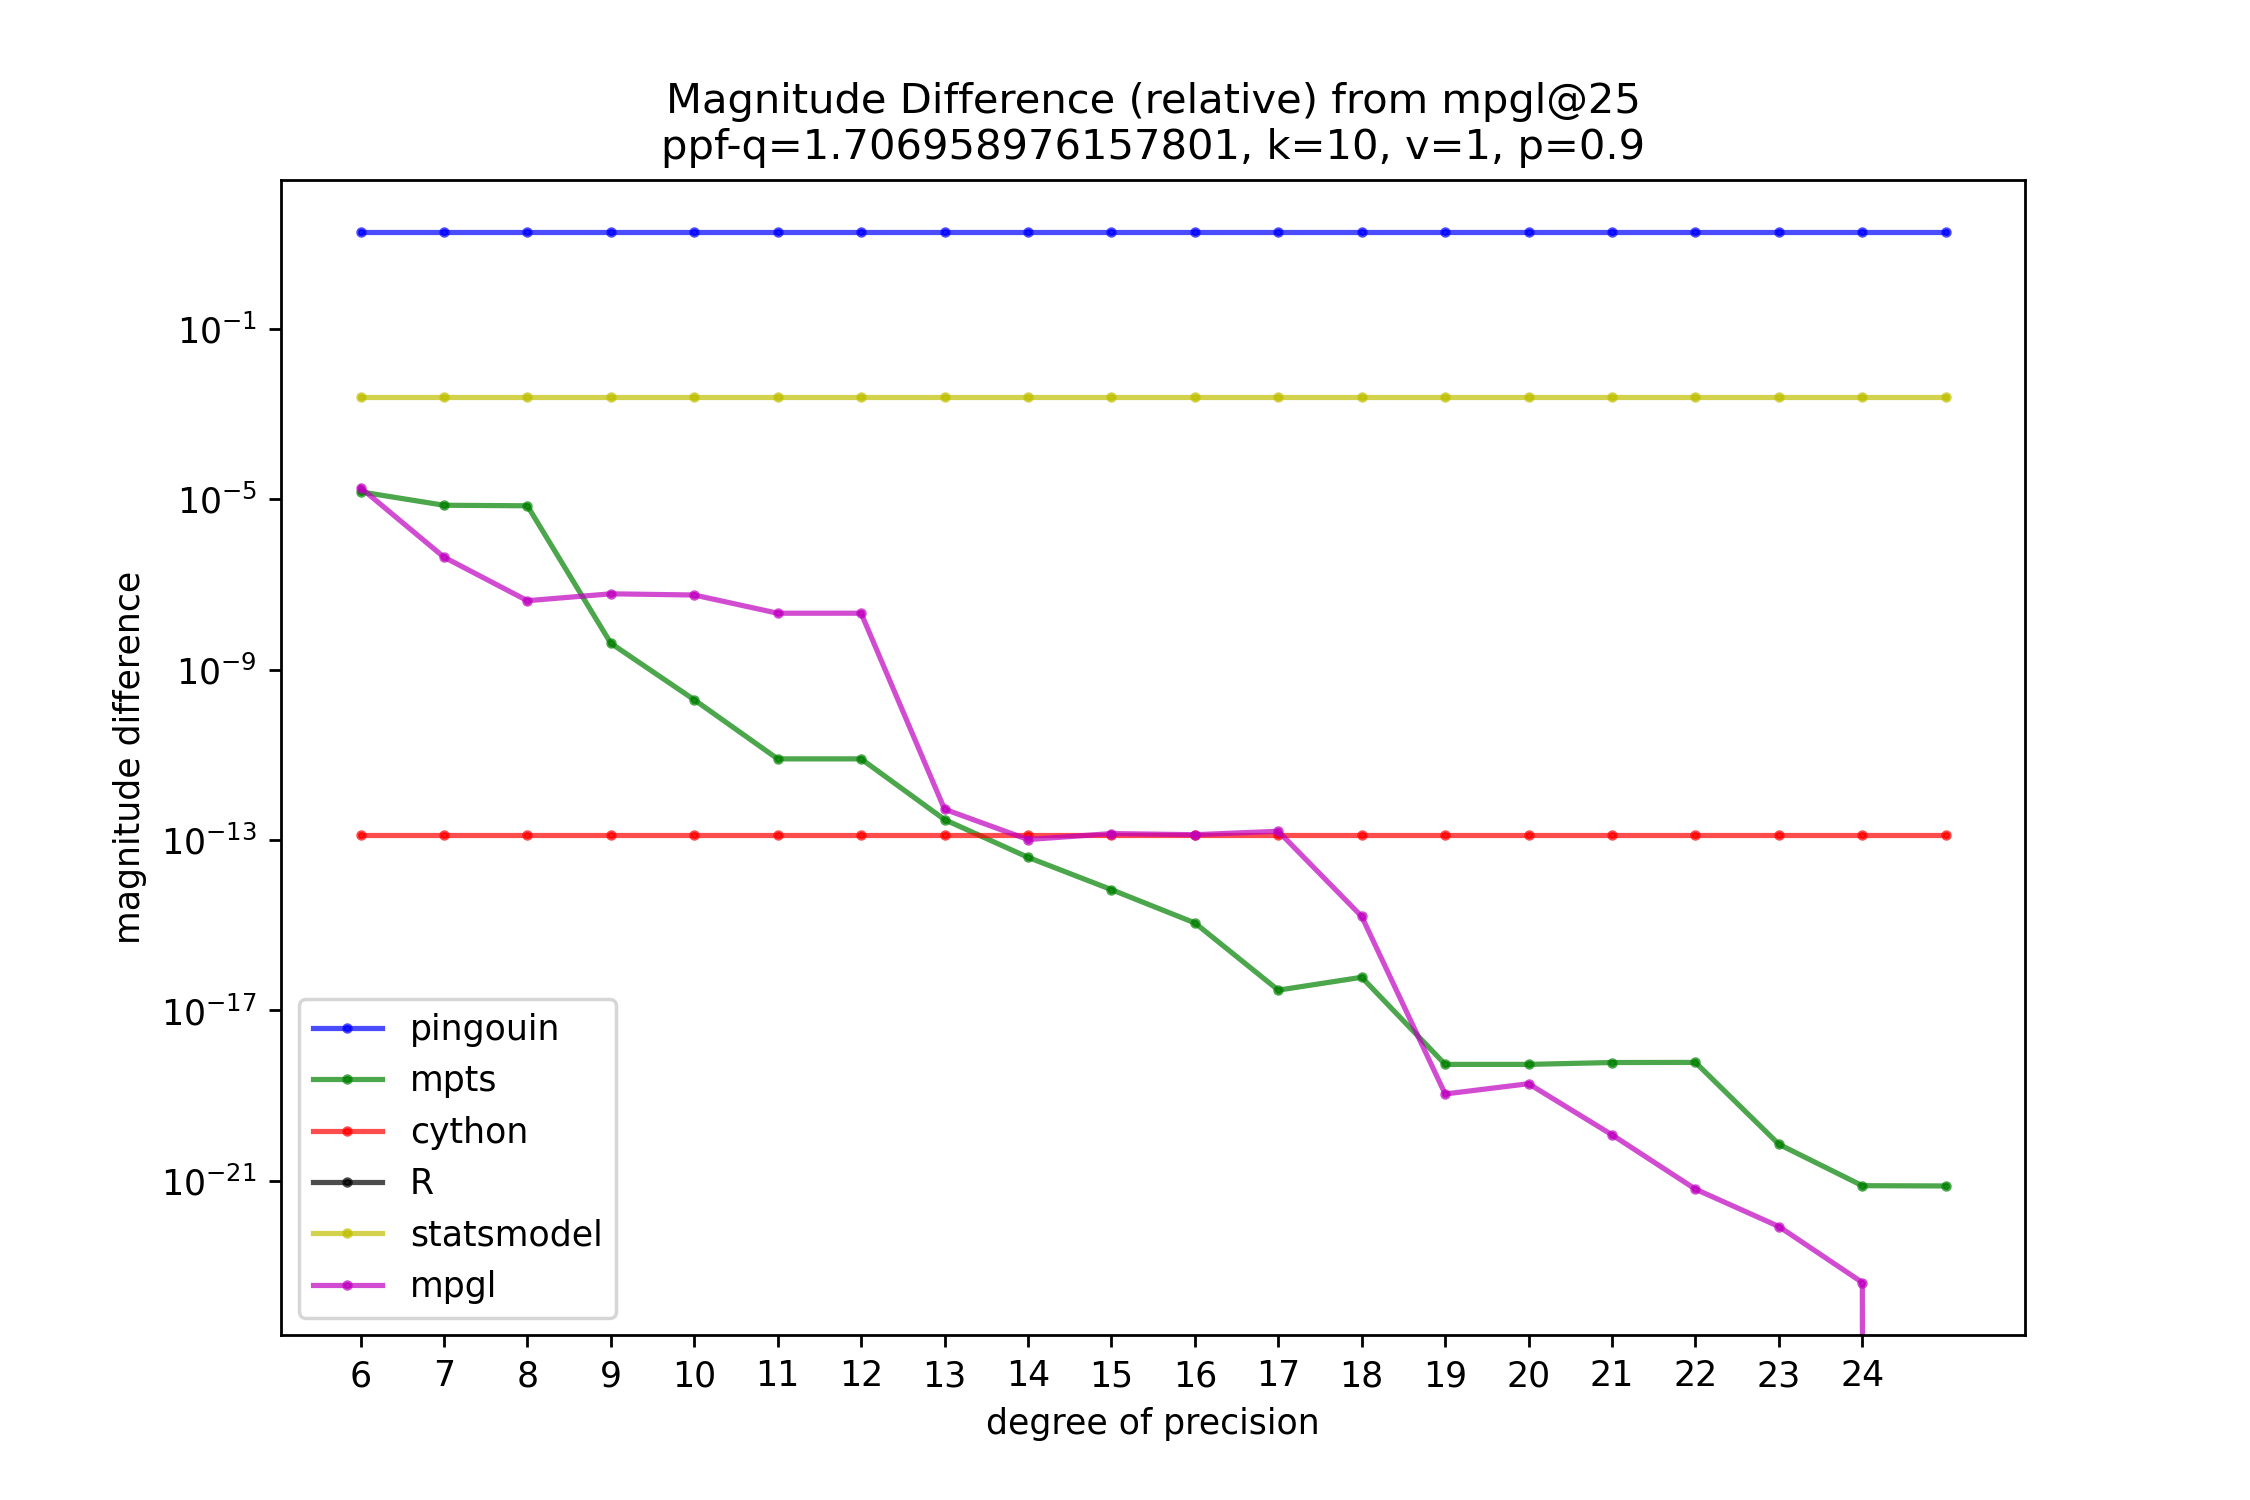 Magnitude Difference (relative) from mpgl@25
ppf-q=1.706958976157801, k=10, v=1, p=0.9
magnitude difference
10⁻¹
10⁻⁵
10⁻⁹
10⁻¹³
10⁻¹⁷
10⁻²¹
pingouin
mpts
cython
R
statsmodel
mpgl
6 7 8 9 10 11 12 13 14 15 16 17 18 19 20 21 22 23 24
degree of precision